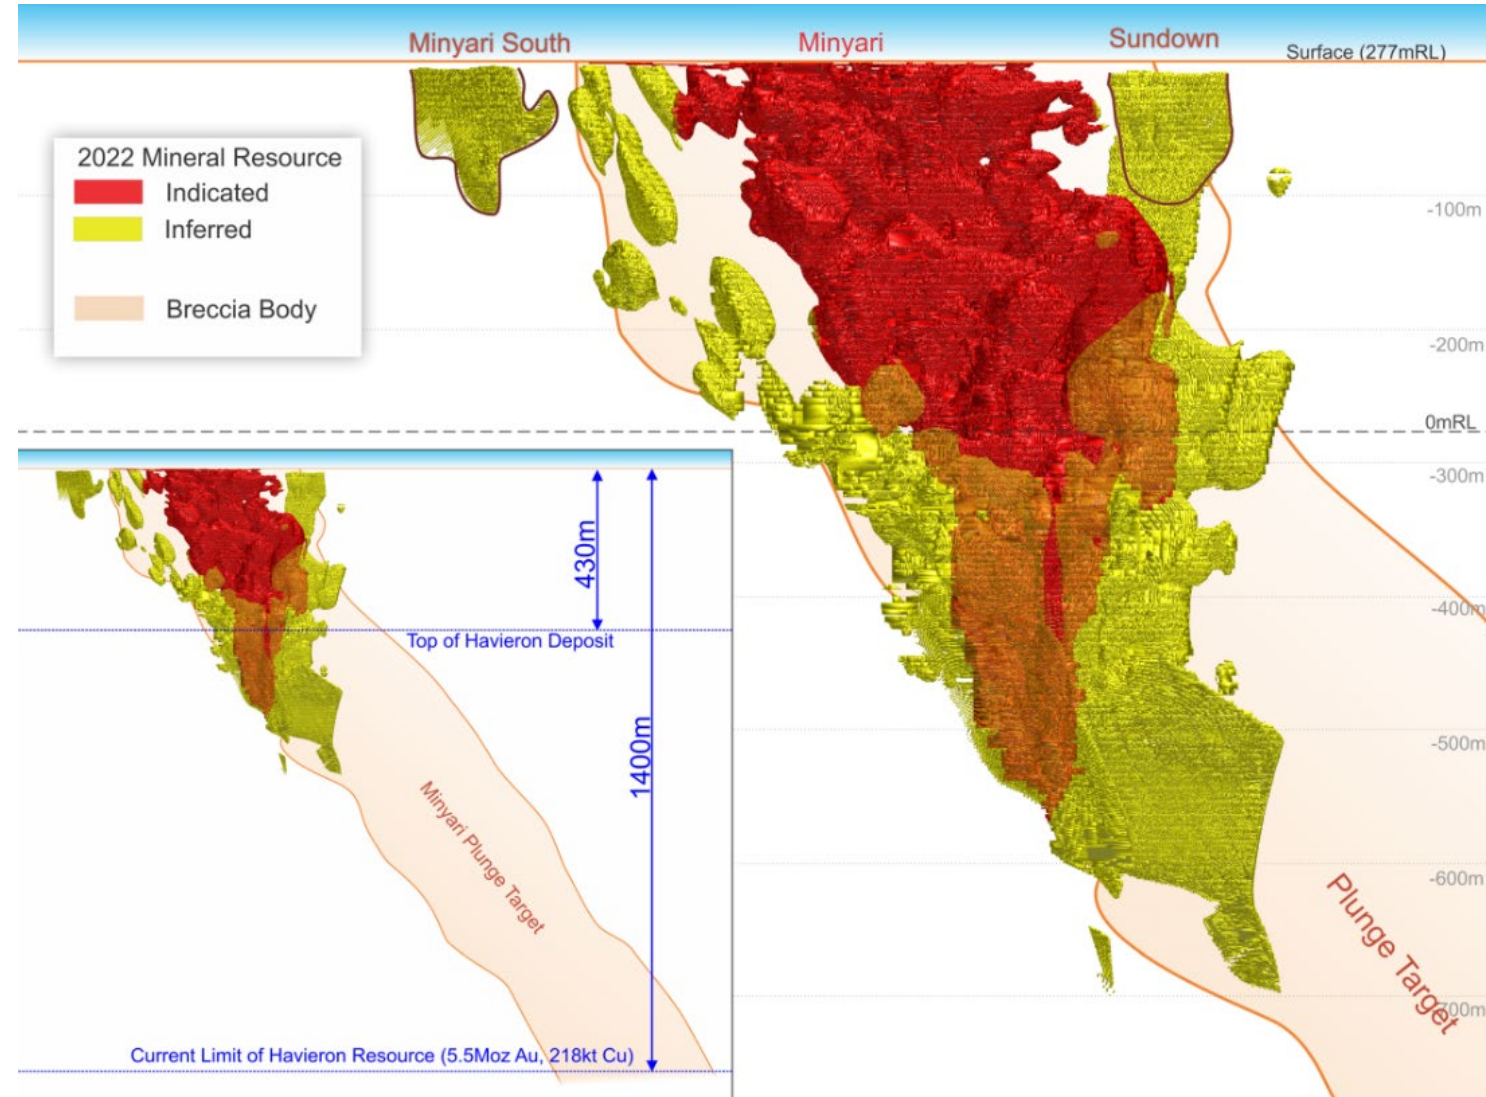 Minyari South
Minyari
Sundown
Surface (277mRL)
2022 Mineral Resource
Indicated
Inferred
Breccia Body
-100m
-200m
0mRL
-300m
-400m
-500m
-600m
-700m
Plunge Target
430m
Top of Havieron Deposit
1400m
Minyari Plunge Target
Current Limit of Havieron Resource (5.5Moz Au, 218kt Cu)